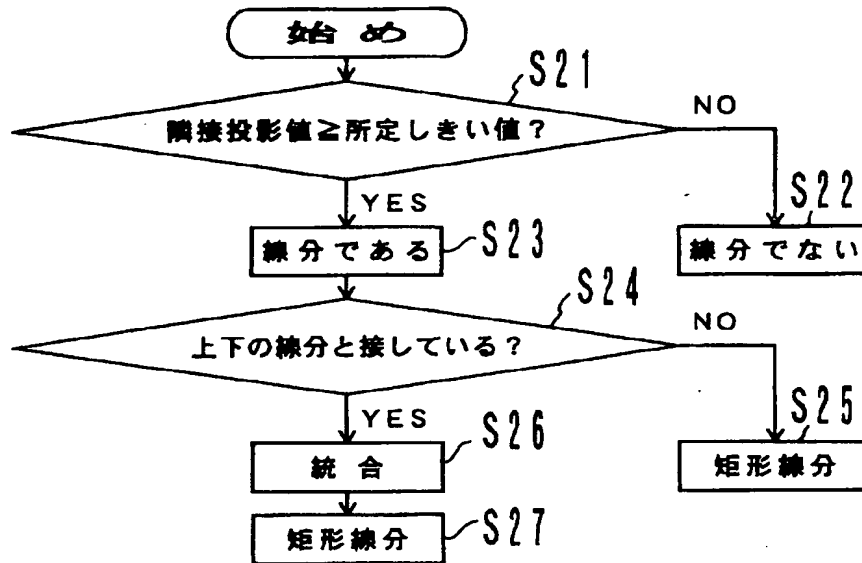 始め
S21
隣接投影値≧所定しきい値？
NO
YES
S22
線分でない
S23
線分である
S24
上下の線分と接している？
NO
YES
S25
矩形線分
S26
統合
S27
矩形線分